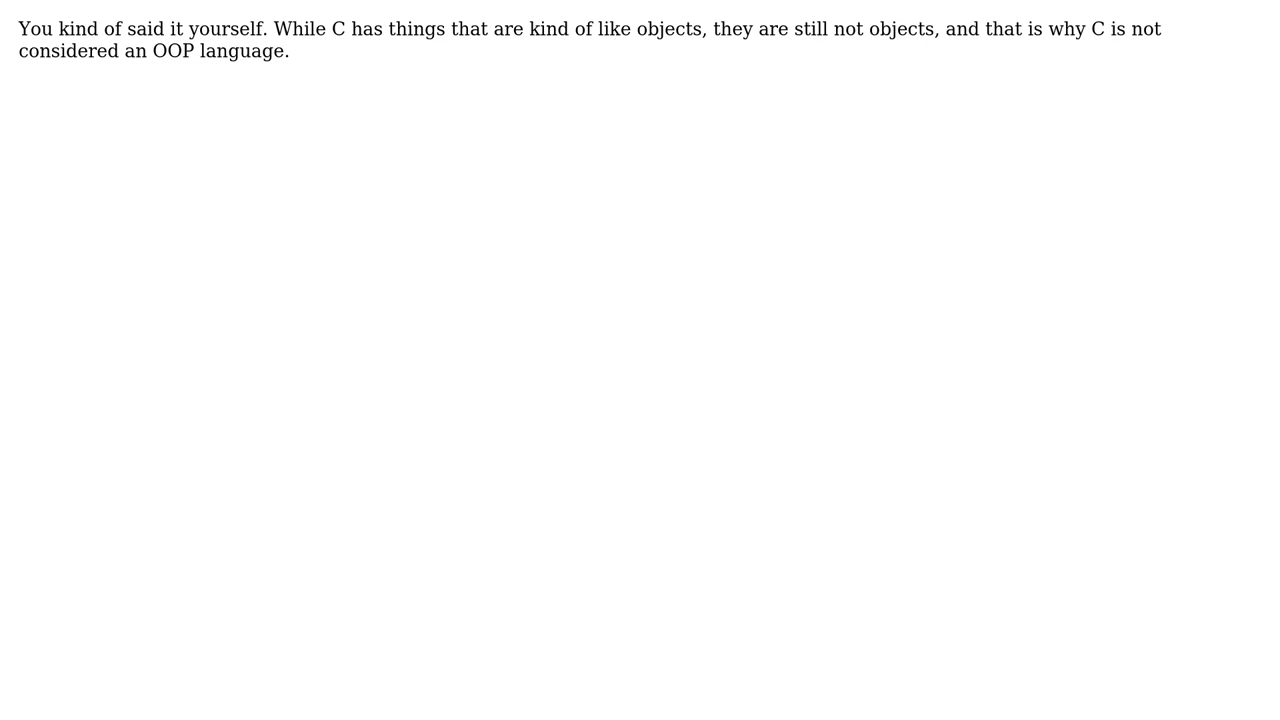 You kind of said it yourself. While C has things that are kind of like objects, they are still not objects, and that is why C is not
considered an OOP language.